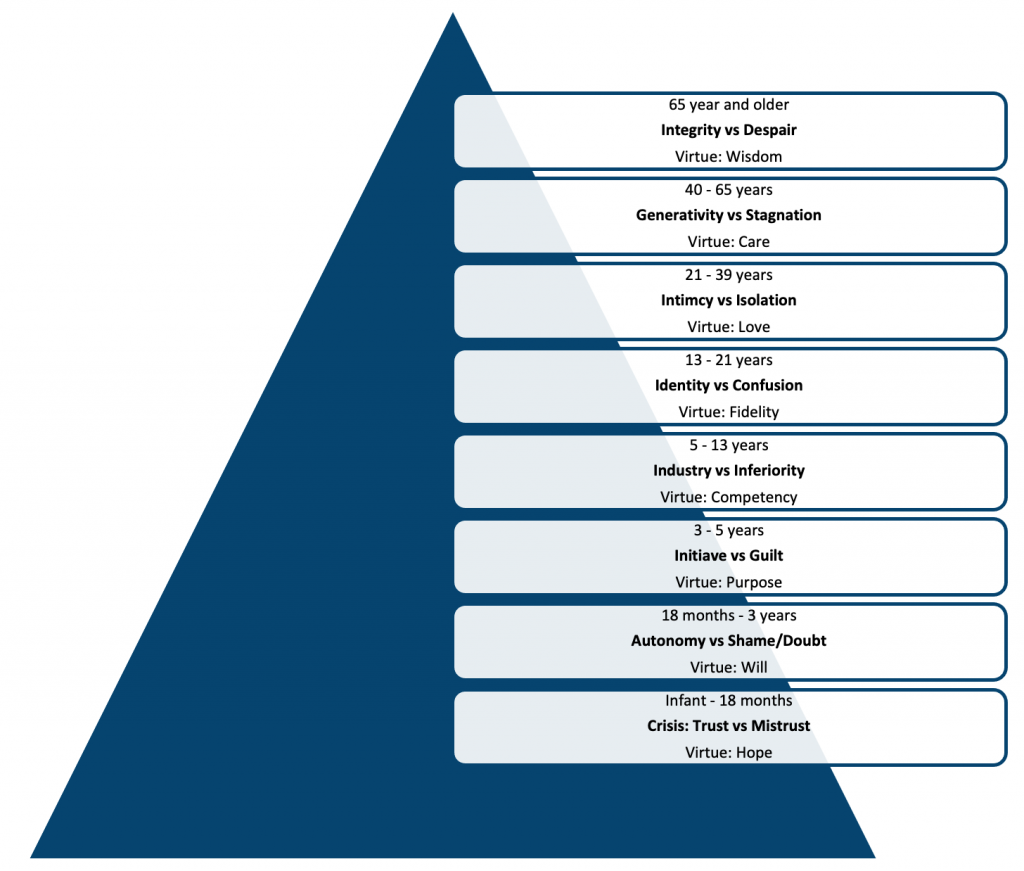 65 year and older
Integrity vs Despair
Virtue: Wisdom
40 - 65 years
Generativity vs Stagnation
Virtue: Care
21 - 39 years
Intimcy vs Isolation
Virtue: Love
13 - 21 years
Identity vs Confusion
Virtue: Fidelity
5 - 13 years
Industry vs Inferiority
Virtue: Competency
3 - 5 years
Initiave vs Guilt
Virtue: Purpose
18 months - 3 years
Autonomy vs Shame/Doubt
Virtue: Will
Infant - 18 months
Crisis: Trust vs Mistrust
Virtue: Hope